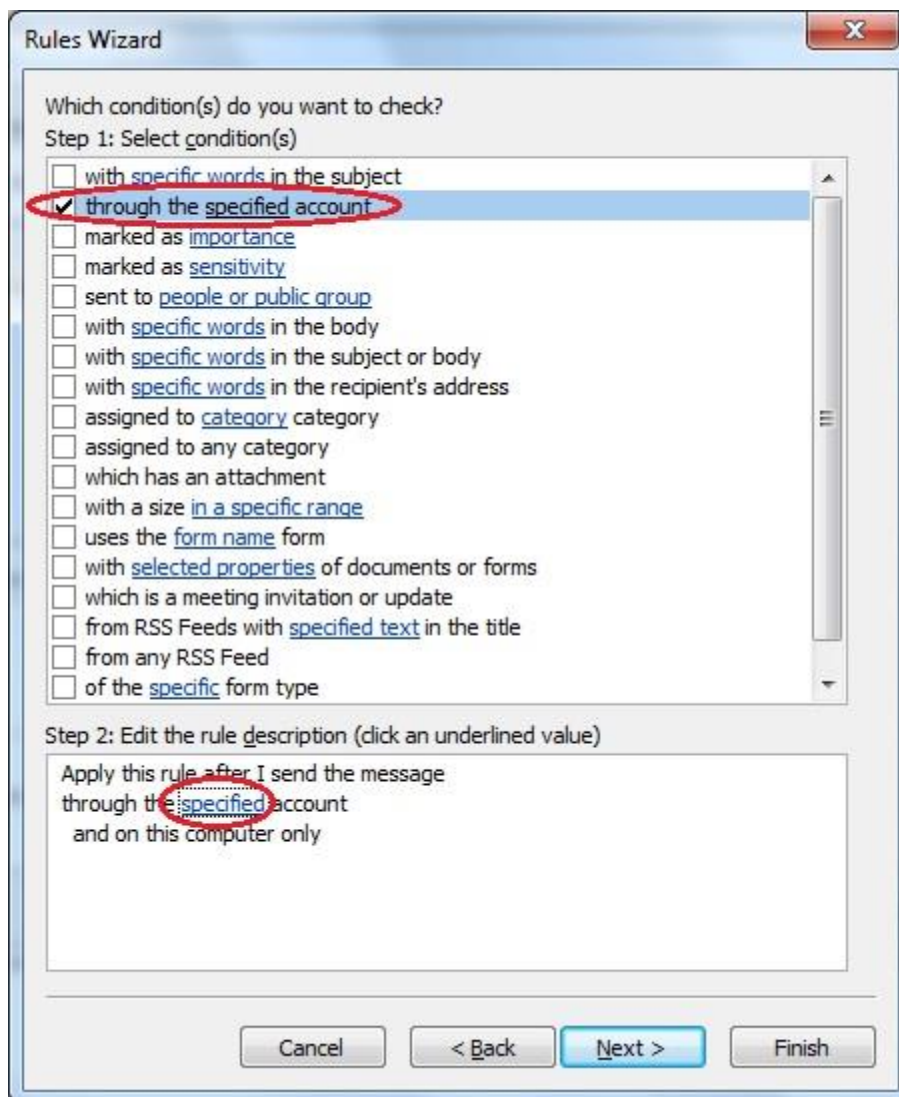 Rules Wizard
Which condition(s) do you want to check?
Step 1: Select condition(s)
with specific words in the subject
through the specified account
marked as importance
marked as sensitivity
sent to people or public group
with specific words in the body
with specific words in the subject or body
with specific words in the recipient's address
assigned to category category
assigned to any category
which has an attachment
with a size in a specific range
uses the form name form
with selected properties of documents or forms
which is a meeting invitation or update
from RSS Feeds with specified text in the title
from any RSS Feed
of the specific form type
Step 2: Edit the rule description (click an underlined value)
Apply this rule after I send the message
through the specified account
and on this computer only
Cancel
< Back
Next >
Finish